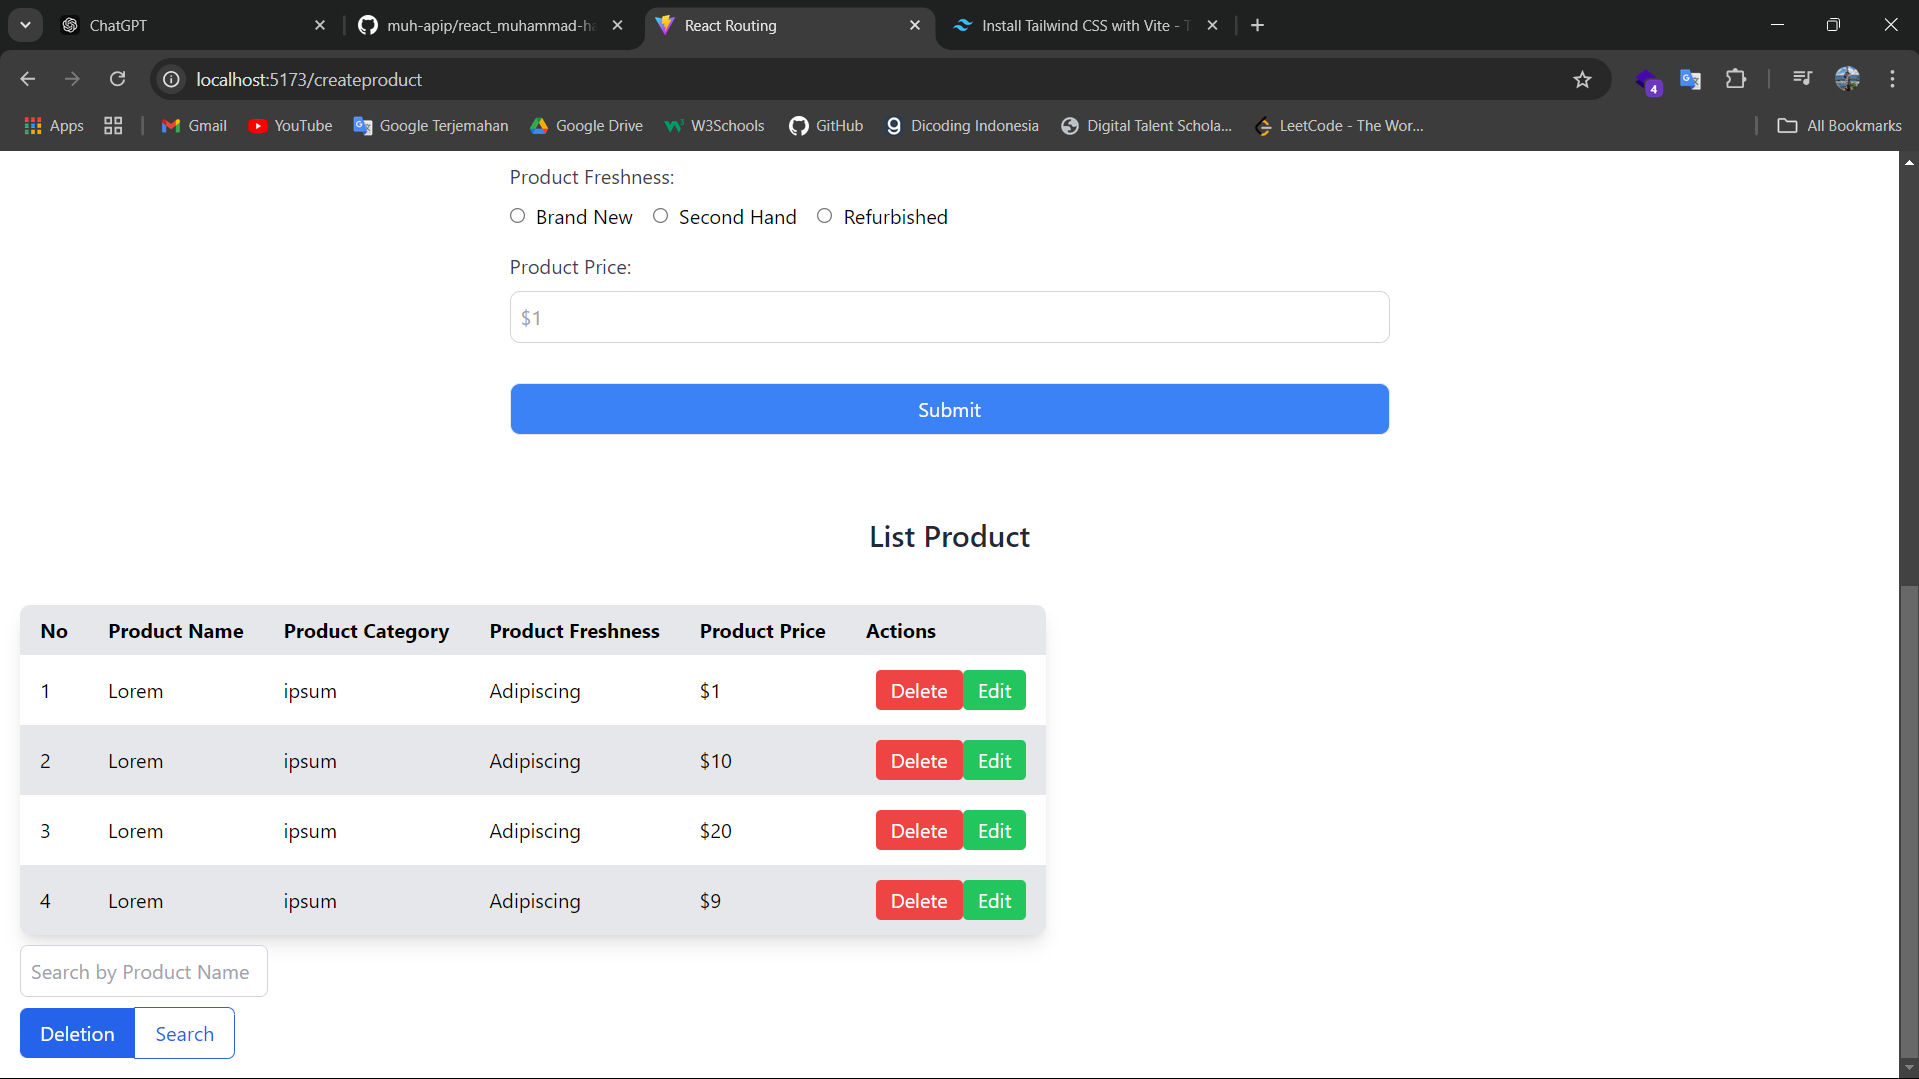 ChatGPT
muh-apip/react_muhammad-ha
React Routing
Install Tailwind CSS with Vite - T
localhost:5173/createproduct
4
Apps
Gmail
YouTube
Google Terjemahan
Google Drive
W3Schools
GitHub
Dicoding Indonesia
Digital Talent Schola...
LeetCode - The Wor...
All Bookmarks
Product Freshness:
Brand New Second Hand Refurbished
Product Price:
$1
Submit
List Product
No Product Name Product Category Product Freshness Product Price Actions
1 Lorem ipsum Adipiscing $1 Delete Edit
2 Lorem ipsum Adipiscing $10 Delete Edit
3 Lorem ipsum Adipiscing $20 Delete Edit
4 Lorem ipsum Adipiscing $9 Delete Edit
Search by Product Name
Deletion Search